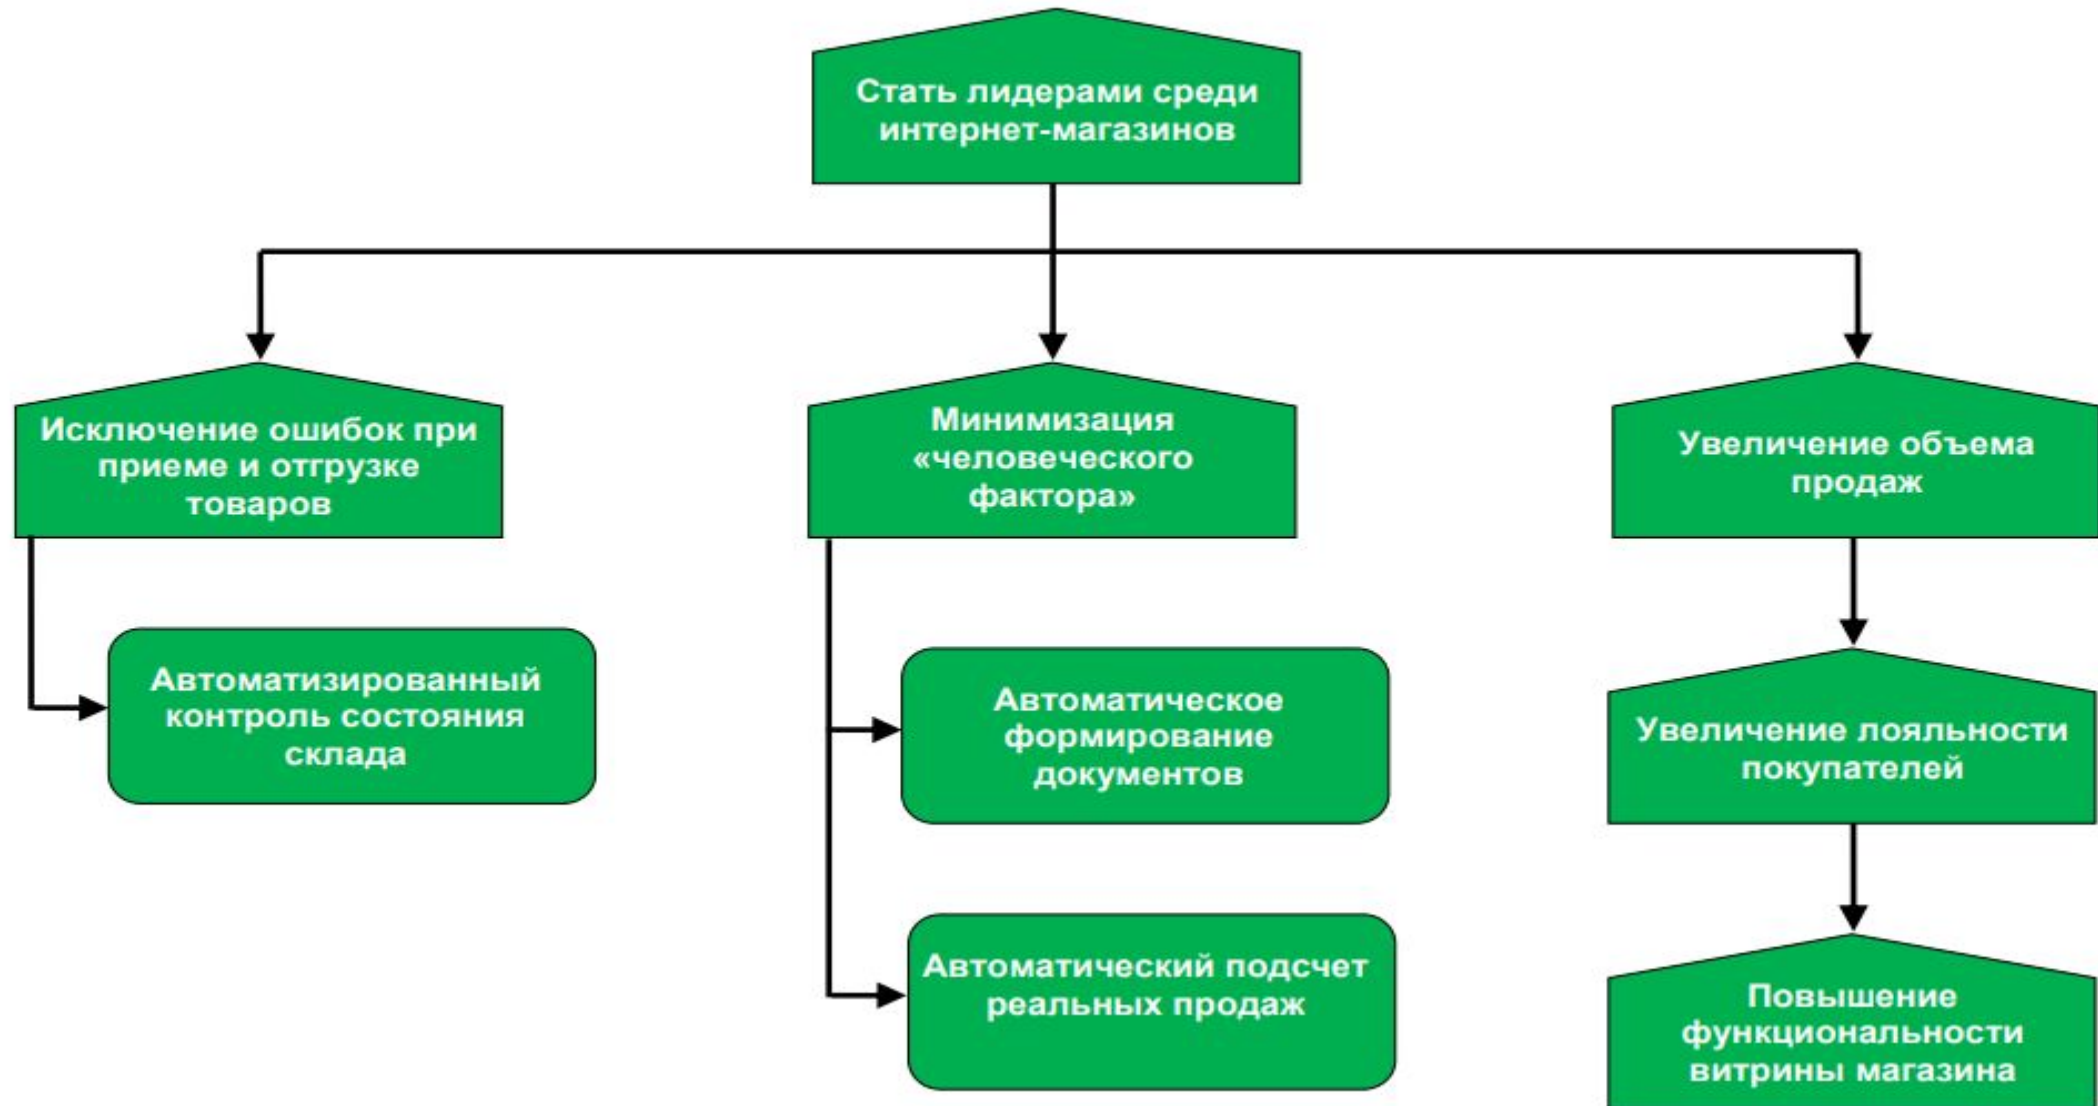 Стать лидерами среди
интернет-магазинов
Исключение ошибок при
приеме и отгрузке
товаров
Минимизация
«человеческого
фактора»
Увеличение объема
продаж
Автоматизированный
контроль состояния
склада
Автоматическое
формирование
документов
Увеличение лояльности
покупателей
Автоматический подсчет
реальных продаж
Повышение
функциональности
витрины магазина